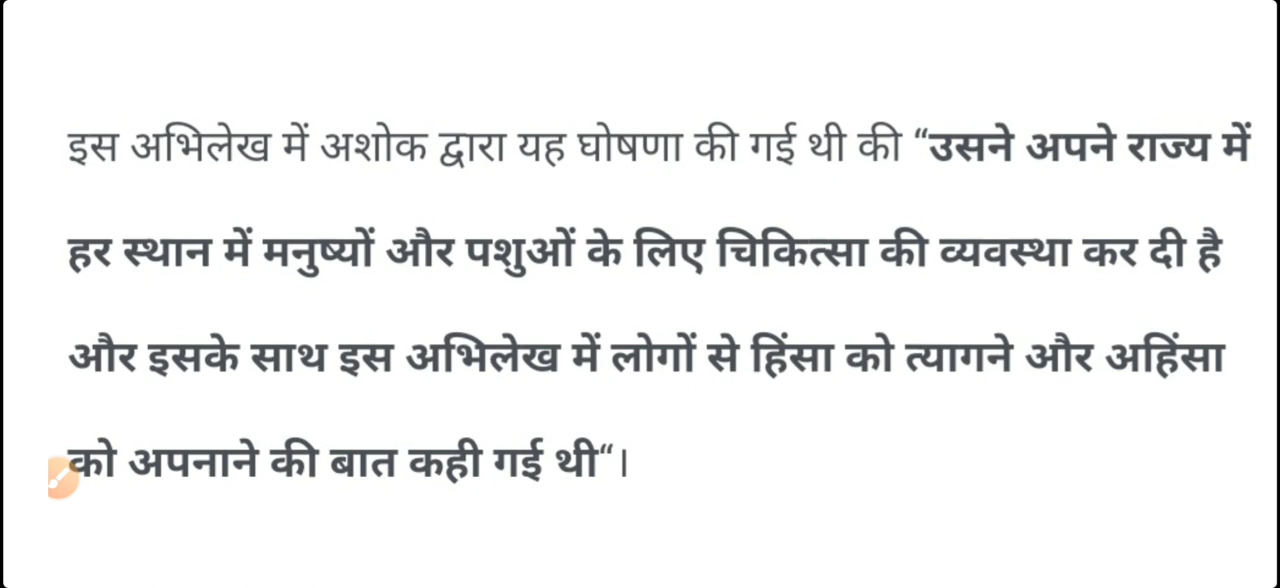 इस अभिलेख में अशोक द्वारा यह घोषणा की गई थी की “उसने अपने राज्य में
हर स्थान में मनुष्यों और पशुओं के लिए चिकित्सा की व्यवस्था कर दी है
और इसके साथ इस अभिलेख में लोगों से हिंसा को त्यागने और अहिंसा
को अपनाने की बात कही गई थी“।